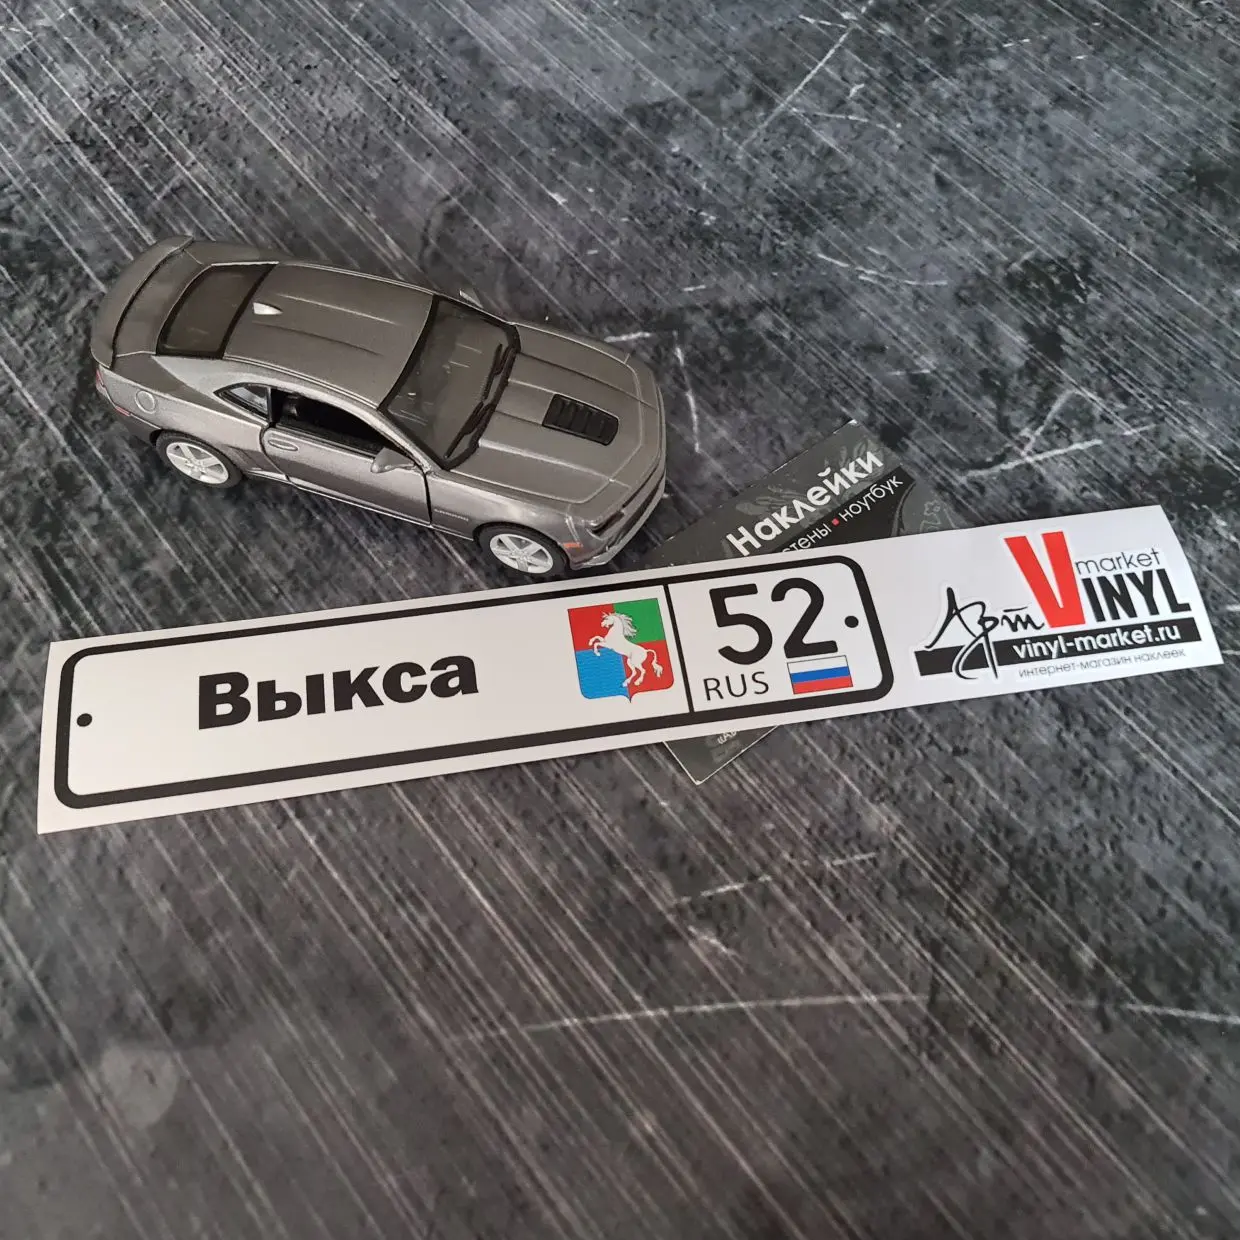 Наклейки
стены • ноутбук
Выкса
52
RUS
market
Арт VINYL
vinyl-market.ru
интернет-магазин наклеек